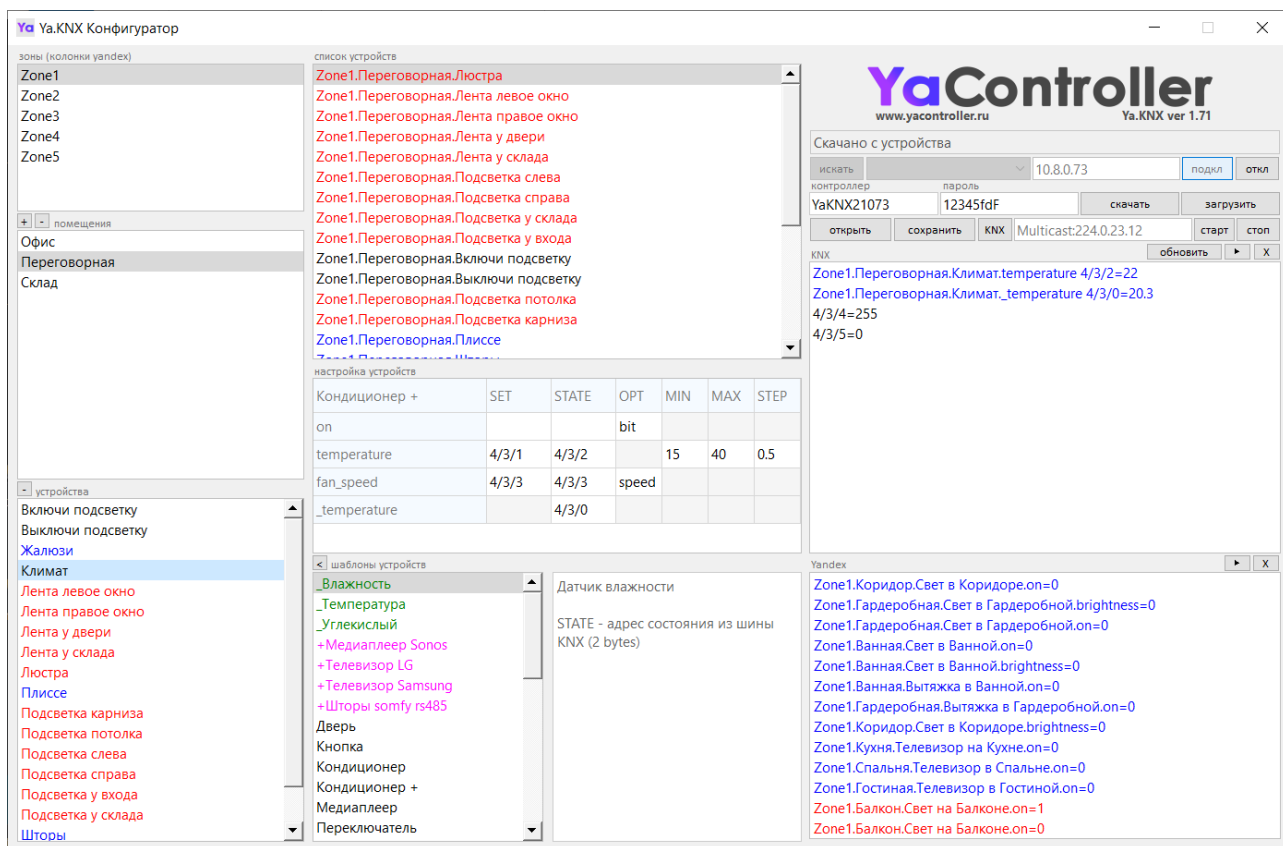 Ya Ya.KNX Конфигуратор
зоны (колонки yandex)
Zone1
Zone2
Zone3
Zone4
Zone5
+ - помещения
Офис
Переговорная
Склад
- устройства
Включи подсветку
Выключи подсветку
Жалюзи
Климат
Лента левое окно
Лента правое окно
Лента у двери
Лента у склада
Люстра
Плиссе
Подсветка карниза
Подсветка потолка
Подсветка слева
Подсветка справа
Подсветка у входа
Подсветка у склада
Шторы
список устройств
Zone1.Переговорная.Люстра
Zone1.Переговорная.Лента левое окно
Zone1.Переговорная.Лента правое окно
Zone1.Переговорная.Лента у двери
Zone1.Переговорная.Лента у склада
Zone1.Переговорная.Подсветка слева
Zone1.Переговорная.Подсветка справа
Zone1.Переговорная.Подсветка у склада
Zone1.Переговорная.Подсветка у входа
Zone1.Переговорная.Включи подсветку
Zone1.Переговорная.Выключи подсветку
Zone1.Переговорная.Подсветка потолка
Zone1.Переговорная.Подсветка карниза
Zone1.Переговорная.Плиссе
Zone1.Переговорная.Шторы
настройка устройств
Кондиционер + SET STATE OPT MIN MAX STEP
on bit
temperature 4/3/1 4/3/2 15 40 0.5
fan_speed 4/3/3 4/3/3 speed
_temperature 4/3/0
< шаблоны устройств
_Влажность
_Температура
_Углекислый
+Медиаплеер Sonos
+Телевизор LG
+Телевизор Samsung
+Шторы somfy rs485
Дверь
Кнопка
Кондиционер
Кондиционер +
Медиаплеер
Переключатель
Датчик влажности
STATE - адрес состояния из шины
KNX (2 bytes)
YaController
www.yacontroller.ru Ya.KNX ver 1.71
Скачано с устройства
искать 10.8.0.73 подкл откл
контроллер пароль
YaKNX21073 12345fdF скачать загрузить
открыть сохранить KNX Multicast:224.0.23.12 старт стоп
KNX обновить X
Zone1.Переговорная.Климат.temperature 4/3/2=22
Zone1.Переговорная.Климат._temperature 4/3/0=20.3
4/3/4=255
4/3/5=0
Yandex X
Zone1.Коридор.Свет в Коридоре.on=0
Zone1.Гардеробная.Свет в Гардеробной.brightness=0
Zone1.Гардеробная.Свет в Гардеробной.on=0
Zone1.Ванная.Свет в Ванной.on=0
Zone1.Ванная.Свет в Ванной.brightness=0
Zone1.Ванная.Вытяжка в Ванной.on=0
Zone1.Гардеробная.Вытяжка в Гардеробной.on=0
Zone1.Коридор.Свет в Коридоре.brightness=0
Zone1.Кухня.Телевизор на Кухне.on=0
Zone1.Спальня.Телевизор в Спальне.on=0
Zone1.Гостиная.Телевизор в Гостиной.on=0
Zone1.Балкон.Свет на Балконе.on=1
Zone1.Балкон.Свет на Балконе.on=0